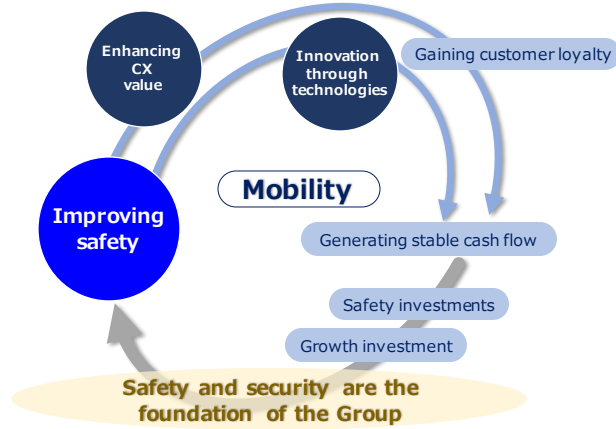 Enhancing
CX
value
Innovation
through
technologies
Gaining customer loyalty
Mobility
Improving
safety
Generating stable cash flow
Safety investments
Growth investment
Safety and security are the
foundation of the Group